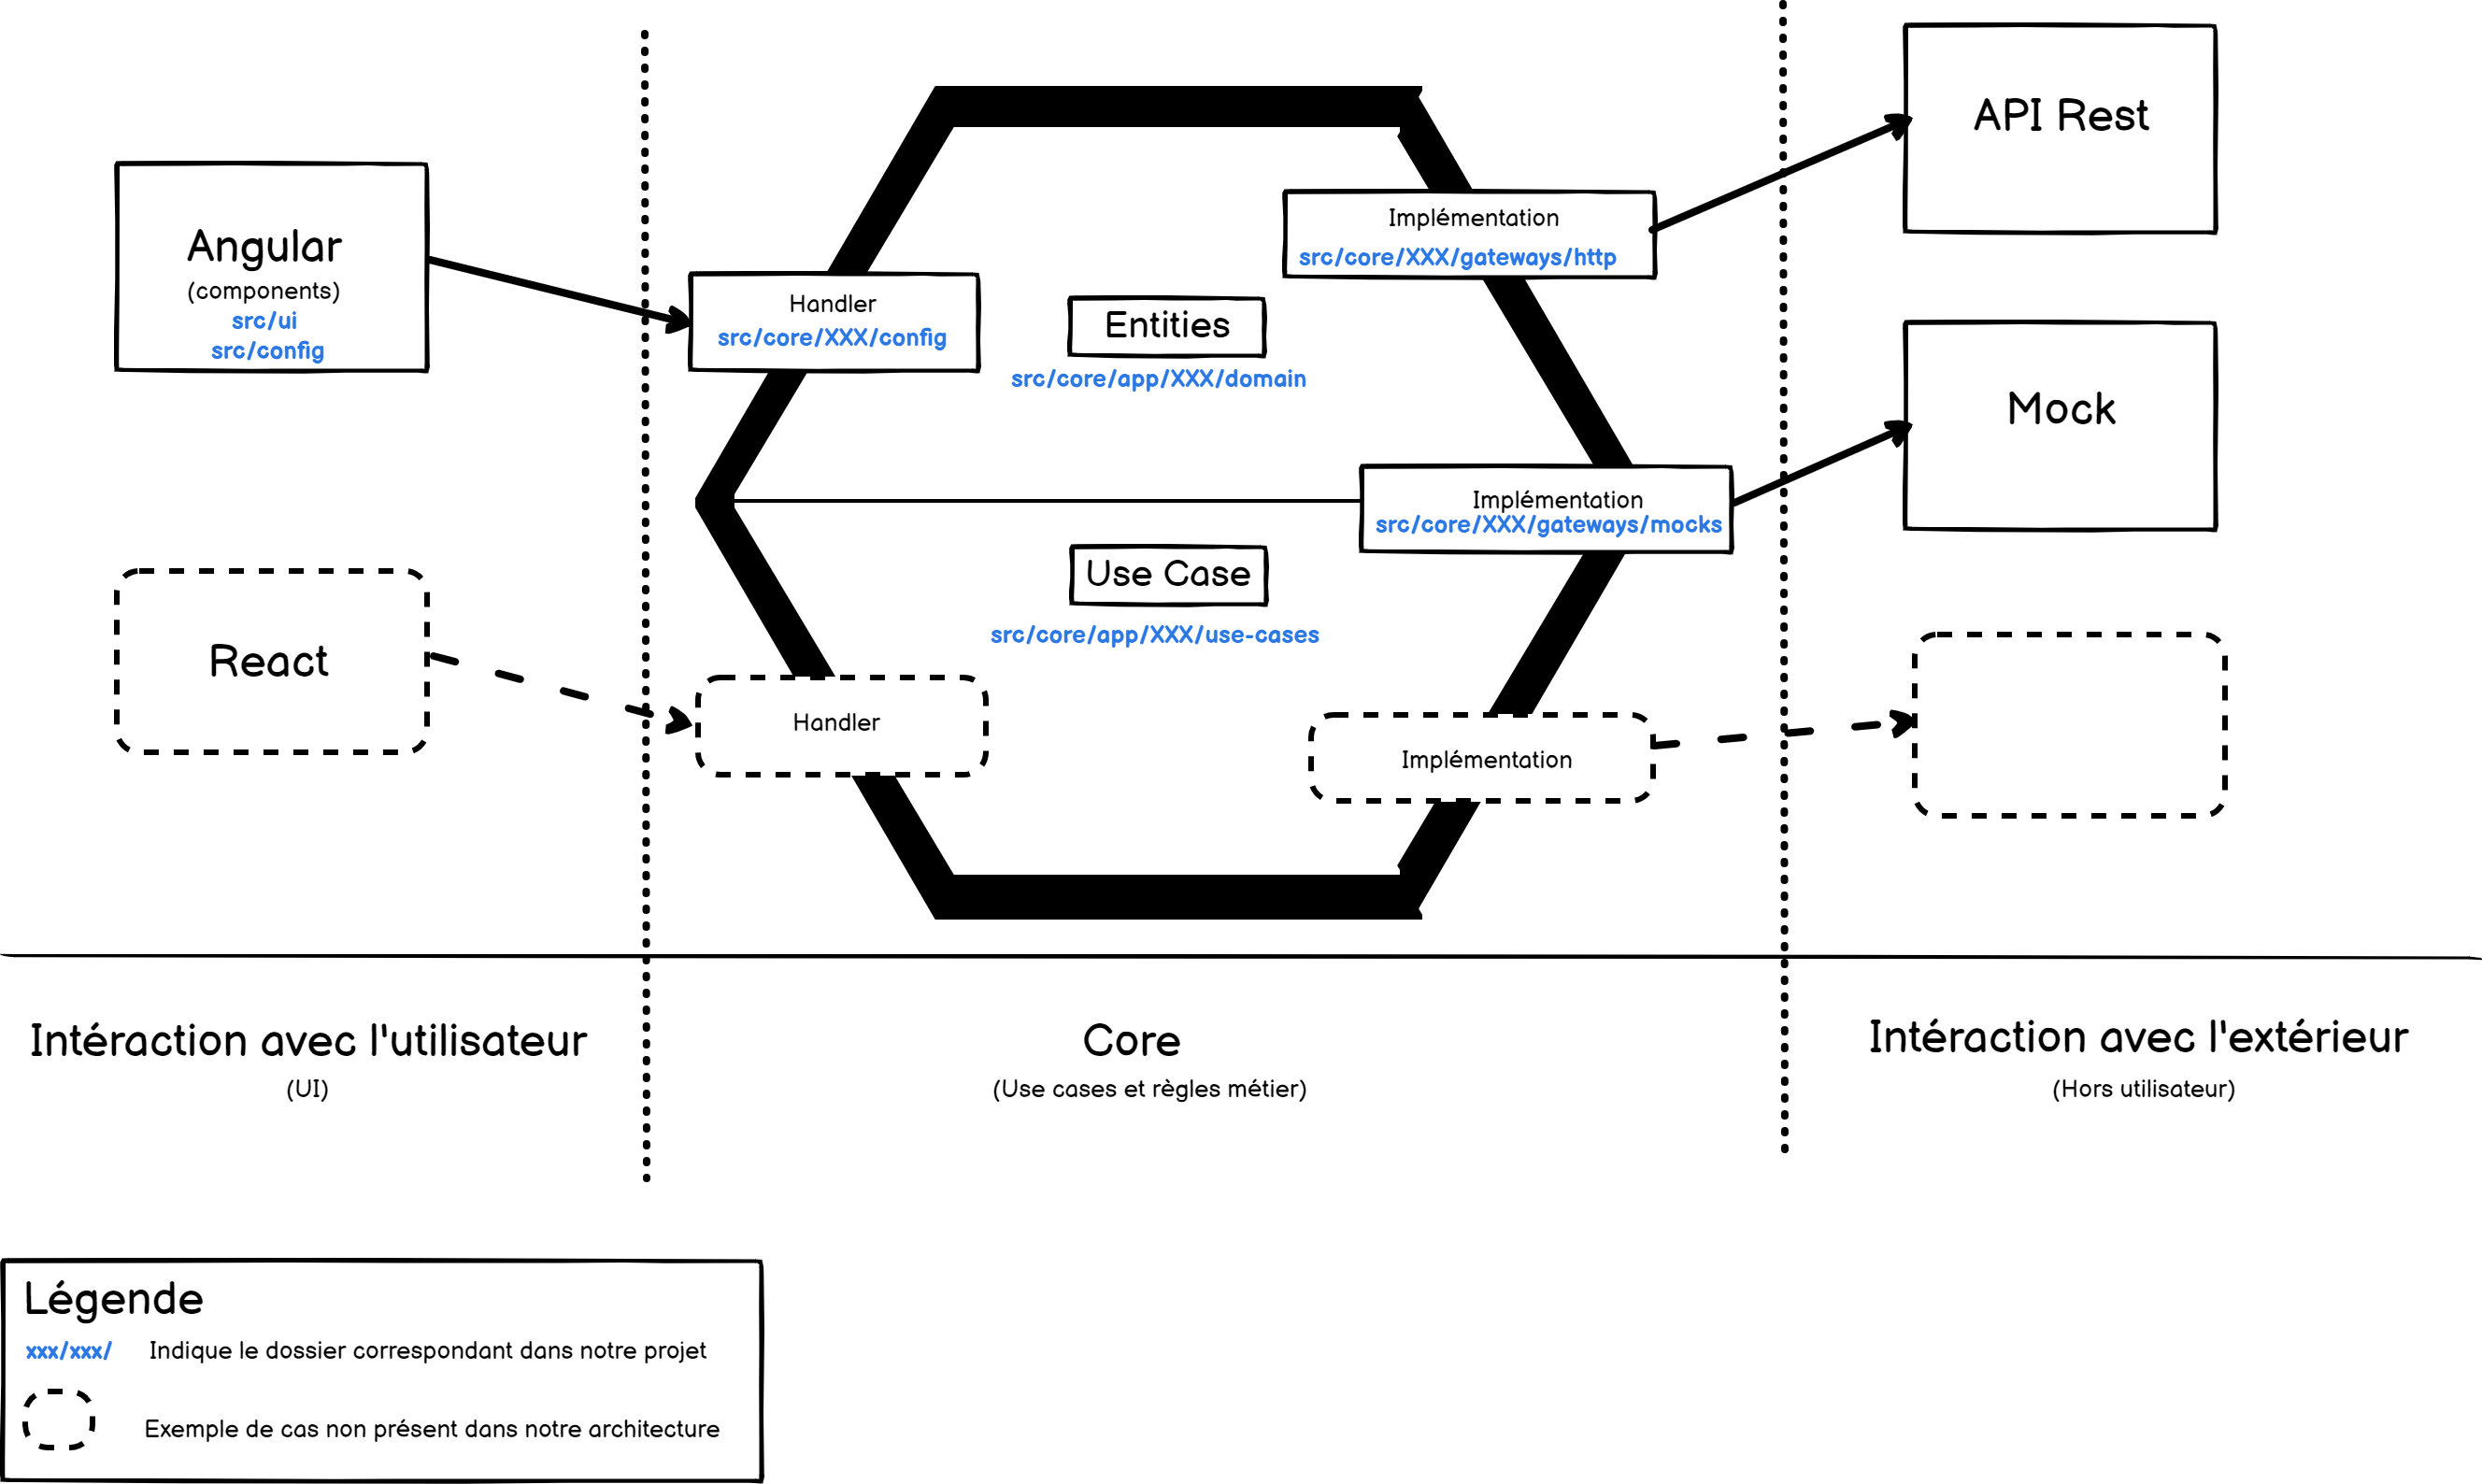 Angular
(components)
src/ui
src/config
React
Handler
src/core/XXX/config
Entities
src/core/app/XXX/domain
Implémentation
src/core/XXX/gateways/http
Implémentation
src/core/XXX/gateways/mocks
Use Case
src/core/app/XXX/use-cases
Handler
Implémentation
API Rest
Mock
Intéraction avec l'utilisateur
(UI)
Core
(Use cases et règles métier)
Intéraction avec l'extérieur
(Hors utilisateur)
Légende
xxx/xxx/ Indique le dossier correspondant dans notre projet
Exemple de cas non présent dans notre architecture